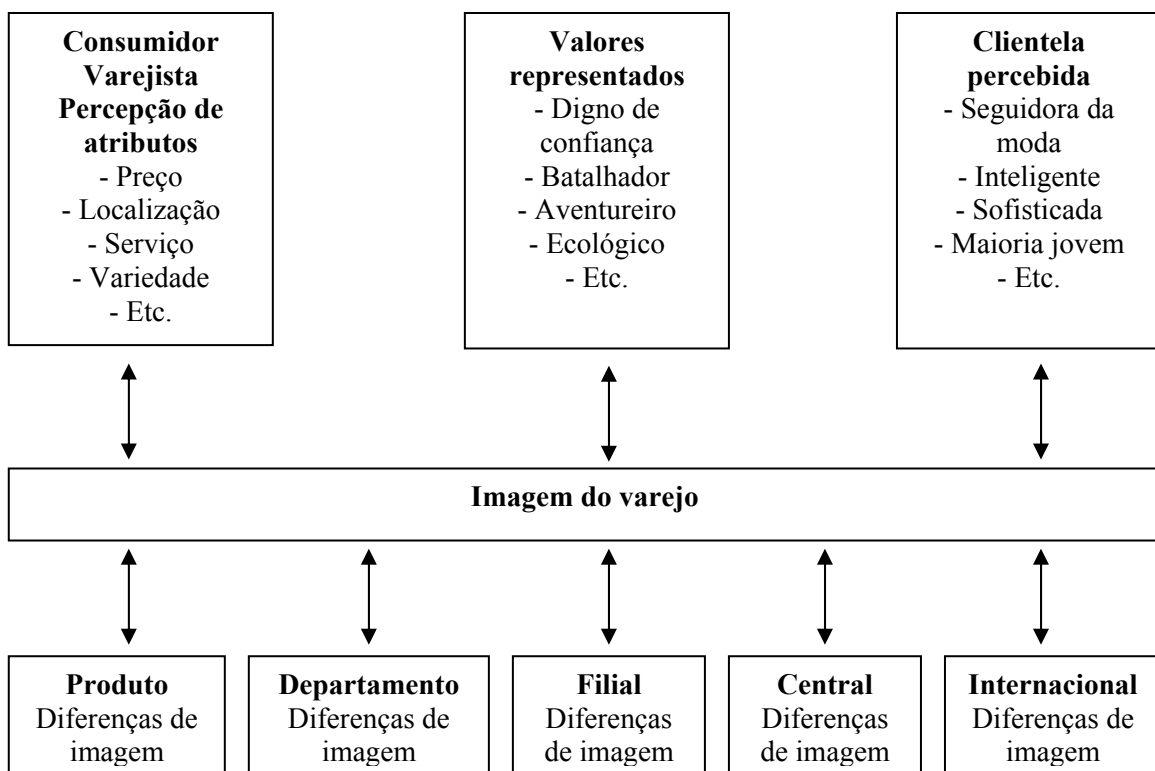 Consumidor
Varejista
Percepção de
atributos
- Preço
- Localização
- Serviço
- Variedade
- Etc.
Valores
representados
- Digno de
confiança
- Batalhador
- Aventureiro
- Ecológico
- Etc.
Clientela
percebida
- Seguidora da
moda
- Inteligente
- Sofisticada
- Maioria jovem
- Etc.
Imagem do varejo
Produto
Diferenças de
imagem
Departamento
Diferenças de
imagem
Filial
Diferenças
de imagem
Central
Diferenças
de imagem
Internacional
Diferenças de
imagem